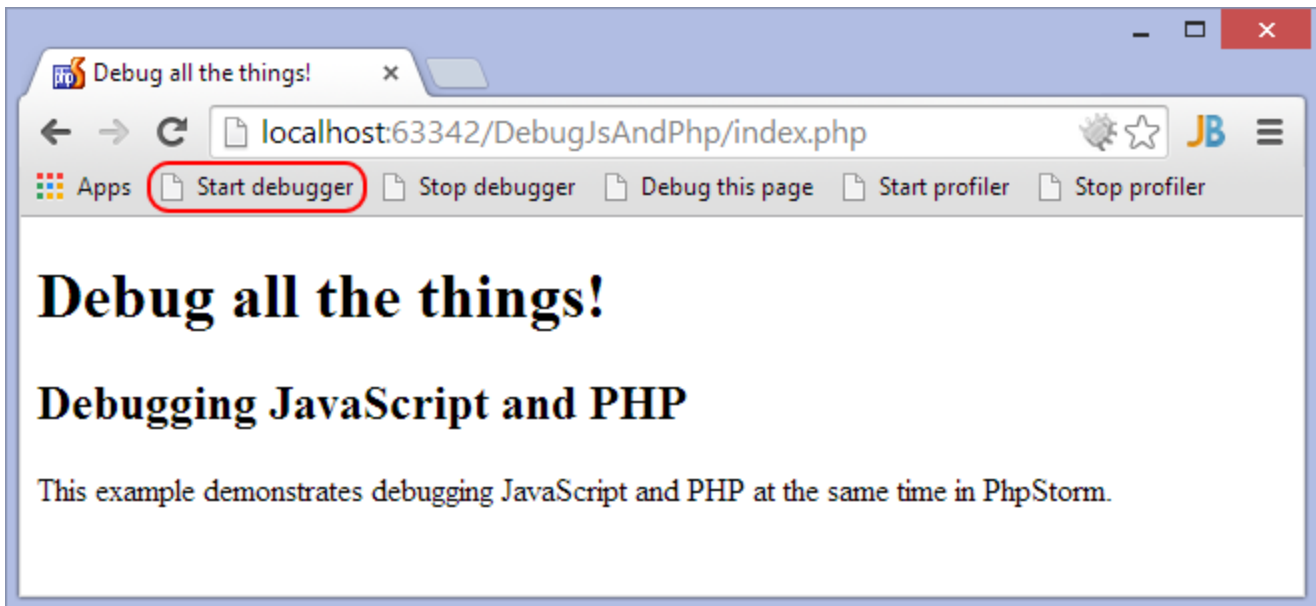 Debug all the things!
localhost:63342/DebugJsAndPhp/index.php JB
Apps Start debugger Stop debugger Debug this page Start profiler Stop profiler
Debug all the things!
Debugging JavaScript and PHP
This example demonstrates debugging JavaScript and PHP at the same time in PhpStorm.